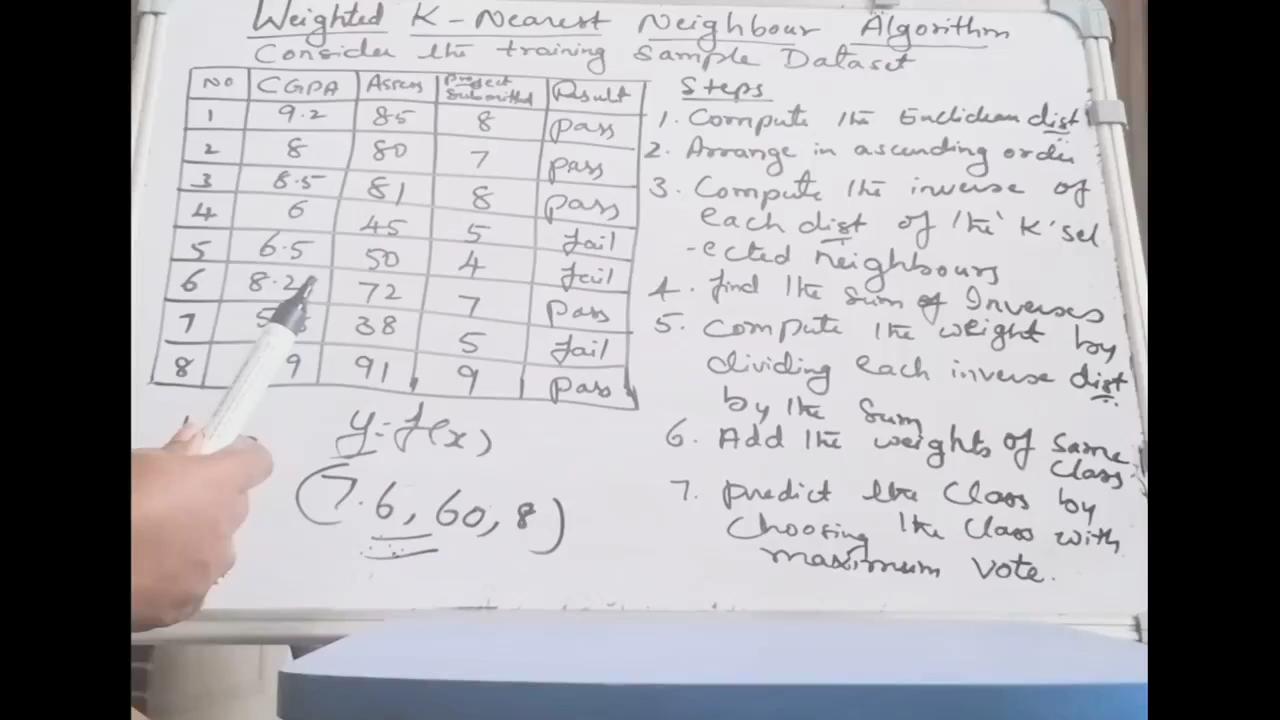 Weighted K-Nearest Neighbour Algorithm
Consider the training Sample Dataset
NO CGPA Assess Project Submitted Result
1 9.2 85 8 pass
2 8 80 7 pass
3 8.5 81 8 pass
4 6 45 5 fail
5 6.5 50 4 fail
6 8.2 72 7 pass
7 38 5 fail
8 9 91 9 pass
y=f(x)
(7.6, 60, 8)
Steps
1. Compute the Euclidean dist
2. Arrange in ascending order
3. Compute the inverse of
each dist of the 'K' sel
-ected neighbours
4. find the Sum of Inverses
5. Compute the weight by
dividing each inverse dist
by the Sum
6. Add the weights of Same
Class
7. predict the Class by
Choosing the Class with
maximum vote.